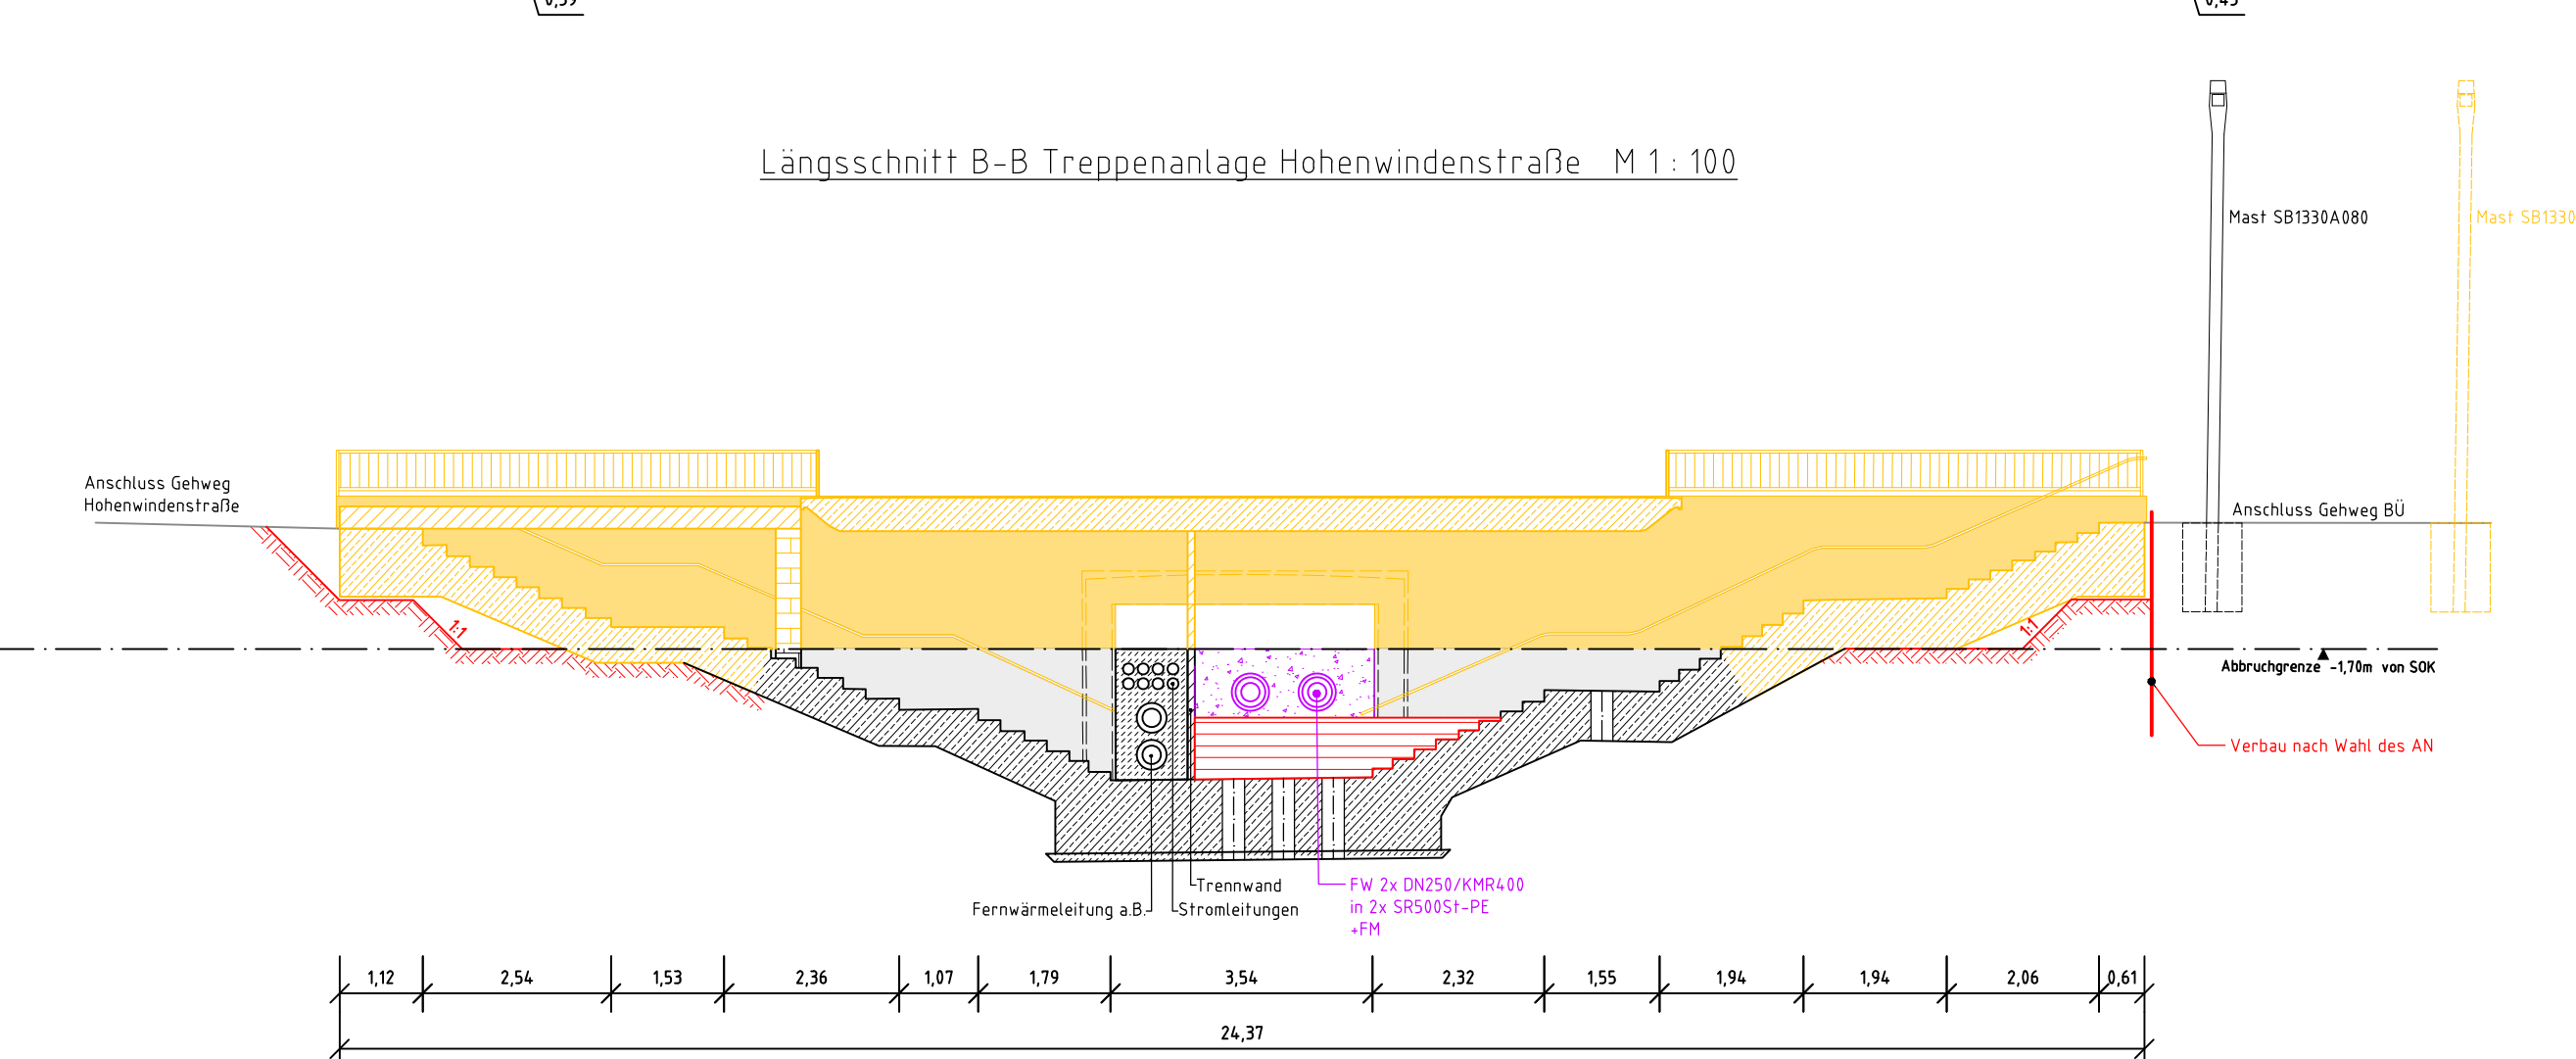 Längsschnitt B-B Treppenanlage Hohenwindenstraße M 1 : 100
Mast SB1330A080
Mast SB1330
Anschluss Gehweg
Hohenwindenstraße
Anschluss Gehweg BÜ
1:1
1:1
Abbruchgrenze -1,70m von SOK
Verbau nach Wahl des AN
Trennwand
Fernwärmeleitung a.B.
Stromleitungen
FW 2x DN250/KMR400
in 2x SR500St-PE
+FM
1,12 2,54 1,53 2,36 1,07 1,79 3,54 2,32 1,55 1,94 1,94 2,06 0,61
24,37